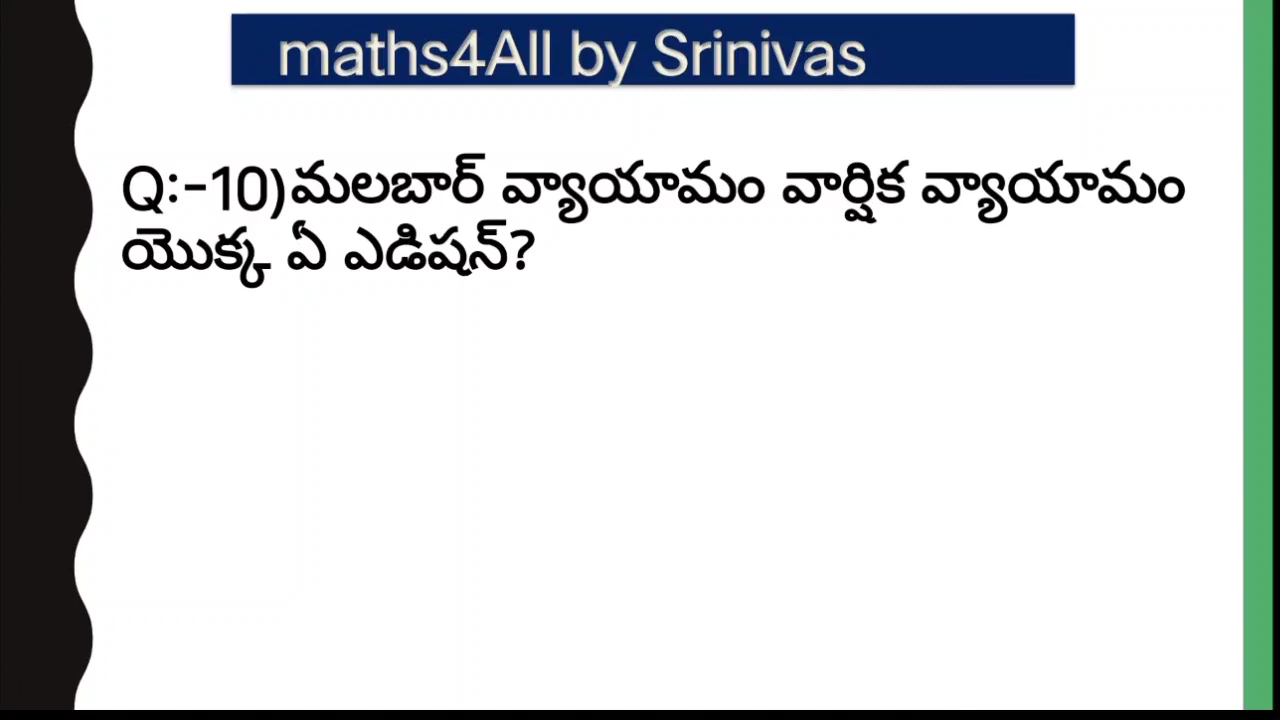 maths4All by Srinivas
Q:-10)మలబార్ వ్యాయామం వార్షిక వ్యాయామం
యొక్క ఏ ఎడిషన్?